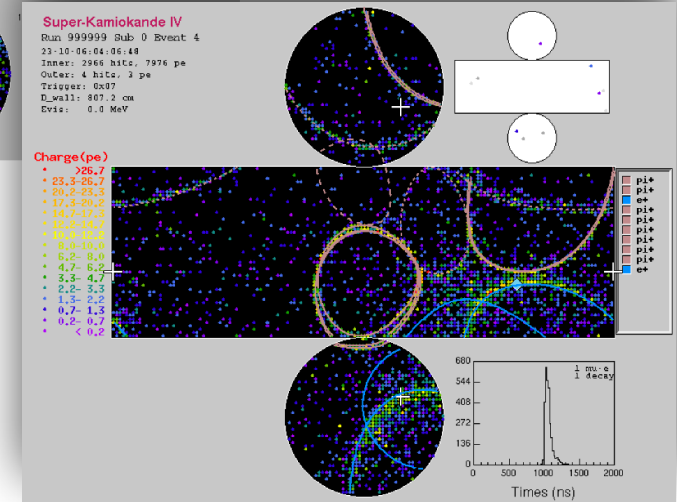 Super-Kamiokande IV
Run 999999 Sub 0 Event 4
23-10-06:04:06:48
Inner: 2966 hits, 7976 pe
Outer: 4 hits, 3 pe
Trigger: 0x07
D_wall: 807.2 cm
Evis: 0.0 MeV
Charge(pe)
>26.7
23.3-26.7
20.2-23.3
17.3-20.2
14.7-17.3
12.2-14.7
10.0-12.2
8.0-10.0
6.2- 8.0
4.7- 6.2
3.3- 4.7
2.2- 3.3
1.3- 2.2
0.7- 1.3
0.2- 0.7
< 0.2
pi+
pi+
e+
pi+
pi+
pi+
pi+
pi+
pi+
e+
680
544
408
272
136
0
0
500
1000
1500
2000
1 mu-e
1 decay
Times (ns)